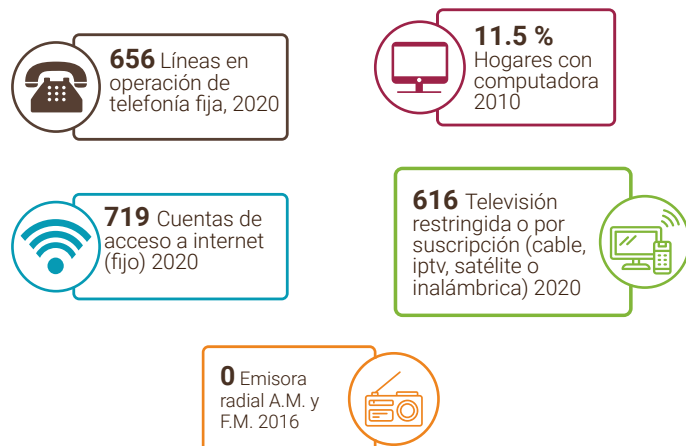 656 Líneas en
operación de
telefonía fija, 2020
11.5 %
Hogares con
computadora
2010
719 Cuentas de
acceso a internet
(fijo) 2020
616 Televisión
restringida o por
suscripción (cable,
iptv, satélite o
inalámbrica) 2020
0 Emisora
radial A.M. y
F.M. 2016